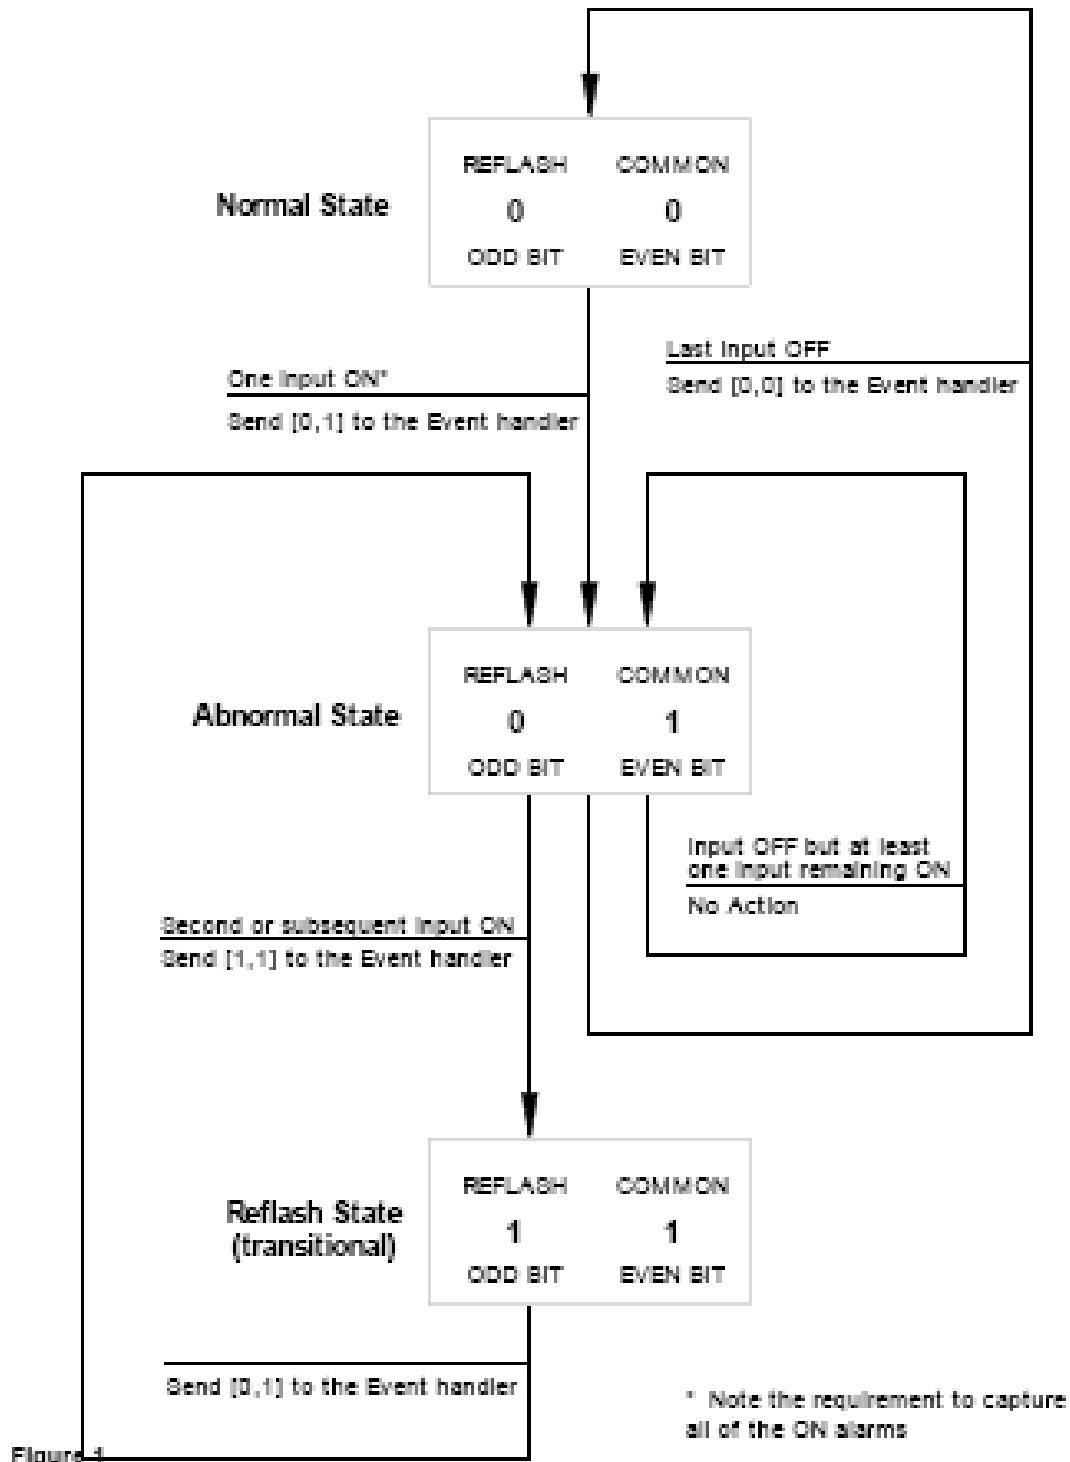 REFLASH COMMON
Normal State
0 0
ODD BIT EVEN BIT
Last Input OFF
Send [0,0] to the Event handler
One Input ON*
Send [0,1] to the Event handler
REFLASH COMMON
Abnormal State
0 1
ODD BIT EVEN BIT
Input OFF but at least
one input remaining ON
No Action
Second or subsequent Input ON
Send [1,1] to the Event handler
REFLASH COMMON
Reflash State
(transitional)
1 1
ODD BIT EVEN BIT
Send [0,1] to the Event handler
* Note the requirement to capture
all of the ON alarms
Figure 1